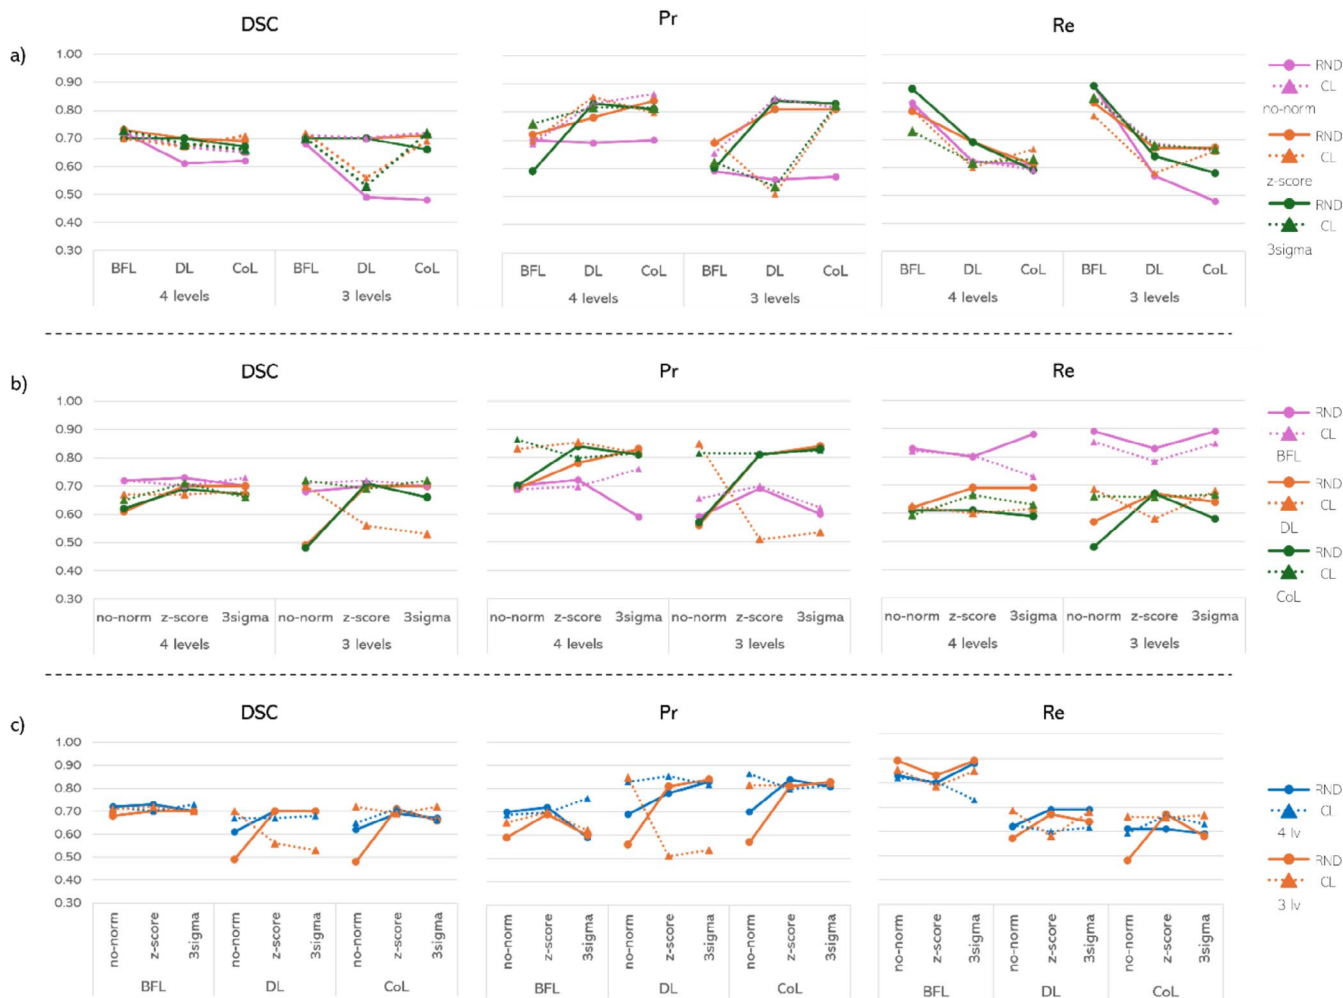 DSC Pr Re
a)
1.00
0.90
0.80
0.70
0.60
0.50
0.40
0.30
BFL DL CoL BFL DL CoL
4 levels 3 levels
BFL DL CoL BFL DL CoL
4 levels 3 levels
BFL DL CoL BFL DL CoL
4 levels 3 levels
RND
CL
no-norm
RND
CL
z-score
RND
CL
3sigma
DSC Pr Re
b)
1.00
0.90
0.80
0.70
0.60
0.50
0.40
0.30
no-norm z-score 3sigma no-norm z-score 3sigma
4 levels 3 levels
no-norm z-score 3sigma no-norm z-score 3sigma
4 levels 3 levels
no-norm z-score 3sigma no-norm z-score 3sigma
4 levels 3 levels
RND
CL
BFL
RND
CL
DL
RND
CL
CoL
DSC Pr Re
c)
1.00
0.90
0.80
0.70
0.60
0.50
0.40
0.30
no-norm z-score 3sigma no-norm z-score 3sigma no-norm z-score 3sigma
BFL DL CoL
no-norm z-score 3sigma no-norm z-score 3sigma no-norm z-score 3sigma
BFL DL CoL
no-norm z-score 3sigma no-norm z-score 3sigma no-norm z-score 3sigma
BFL DL CoL
RND
CL
4 lv
RND
CL
3 lv